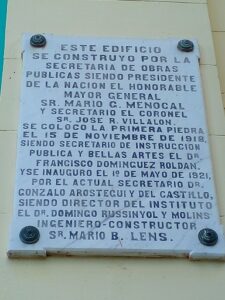 ESTE EDIFICIO
SE CONSTRUYO POR LA
SECRETARIA DE OBRAS
PUBLICAS SIENDO PRESIDENTE
DE LA NACION EL HONORABLE
MAYOR GENERAL
SR. MARIO G. MENOCAL
Y SECRETARIO EL CORONEL
SR. JOSE R. VILLALON.
SE COLOCO LA PRIMERA PIEDRA
EL 15 DE NOVIEMBRE DE 1918,
SIENDO SECRETARIO DE INSTRUCCION
PUBLICA Y BELLAS ARTES EL DR.
FRANCISCO DOMINGUEZ ROLDAN,
Y SE INAUGURO EL 1º DE MAYO DE 1921,
POR EL ACTUAL SECRETARIO DR.
GONZALO AROSTEGUI Y DEL CASTILLO,
SIENDO DIRECTOR DEL INSTITUTO
EL DR. DOMINGO RUSSINYOL Y MOLINS
INGENIERO-CONSTRUCTOR
SR. MARIO B. LENS.